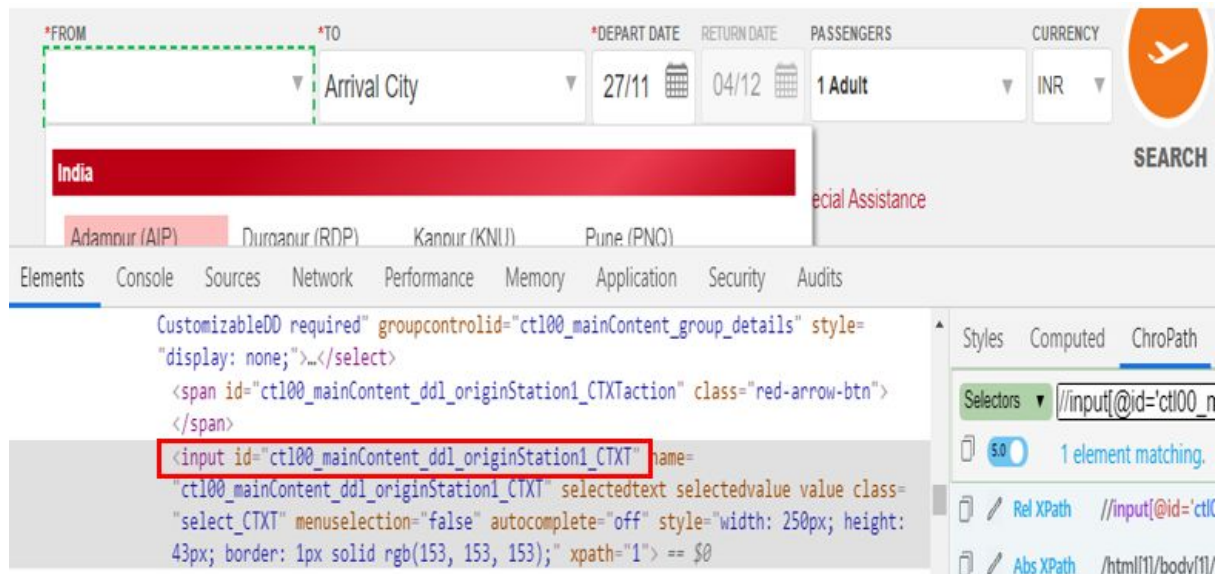 *FROM *TO *DEPART DATE RETURN DATE PASSENGERS CURRENCY
Arrival City 27/11 04/12 1 Adult INR
SEARCH
India
ecial Assistance
Adampur (AIP) Durgapur (RDP) Kanpur (KNU) Pune (PNQ)
Elements Console Sources Network Performance Memory Application Security Audits
CustomizableDD required" groupcontrolid="ctl00_mainContent_group_details" style=
"display: none;">…</select>
<span id="ctl00_mainContent_ddl_originStation1_CTXTaction" class="red-arrow-btn">
</span>
<input id="ctl00_mainContent_ddl_originStation1_CTXT" name=
"ctl00_mainContent_ddl_originStation1_CTXT" selectedtext selectedvalue value class=
"select_CTXT" menuselection="false" autocomplete="off" style="width: 250px; height:
43px; border: 1px solid rgb(153, 153, 153);" xpath="1"> == $0
Styles Computed ChroPath
Selectors ▼ //input[@id='ctl00_m
5.0 1 element matching.
Rel XPath //input[@id='ctl0
Abs XPath /html[1]/body[1]/